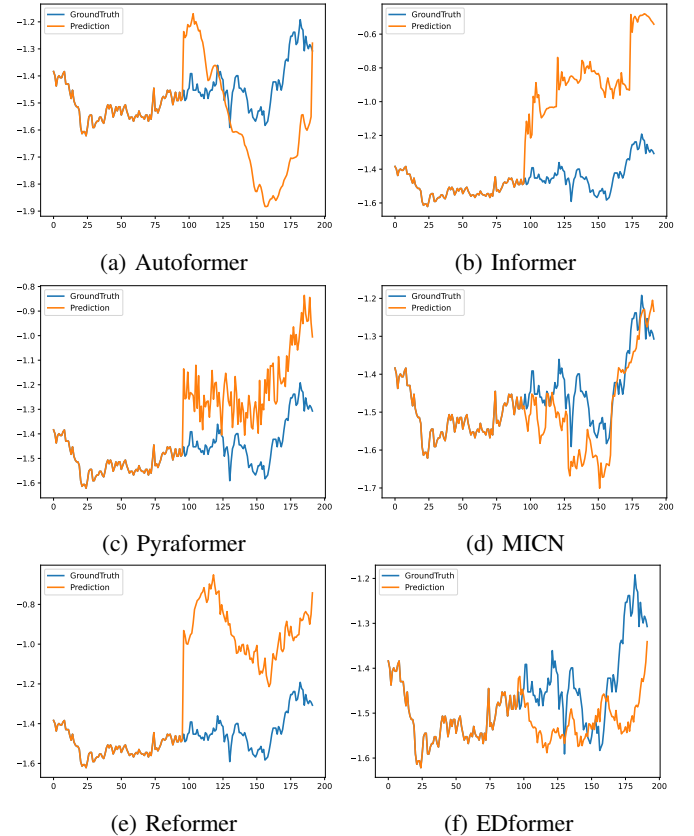 GroundTruth
Prediction
−1.2
−1.3
−1.4
−1.5
−1.6
−1.7
−1.8
−1.9
0 25 50 75 100 125 150 175 200
(a) Autoformer
GroundTruth
Prediction
−0.6
−0.8
−1.0
−1.2
−1.4
−1.6
0 25 50 75 100 125 150 175 200
(b) Informer
GroundTruth
Prediction
−0.8
−0.9
−1.0
−1.1
−1.2
−1.3
−1.4
−1.5
−1.6
0 25 50 75 100 125 150 175 200
(c) Pyraformer
GroundTruth
Prediction
−1.2
−1.3
−1.4
−1.5
−1.6
−1.7
0 25 50 75 100 125 150 175 200
(d) MICN
GroundTruth
Prediction
−0.8
−1.0
−1.2
−1.4
−1.6
0 25 50 75 100 125 150 175 200
(e) Reformer
GroundTruth
Prediction
−1.2
−1.3
−1.4
−1.5
−1.6
0 25 50 75 100 125 150 175 200
(f) EDformer